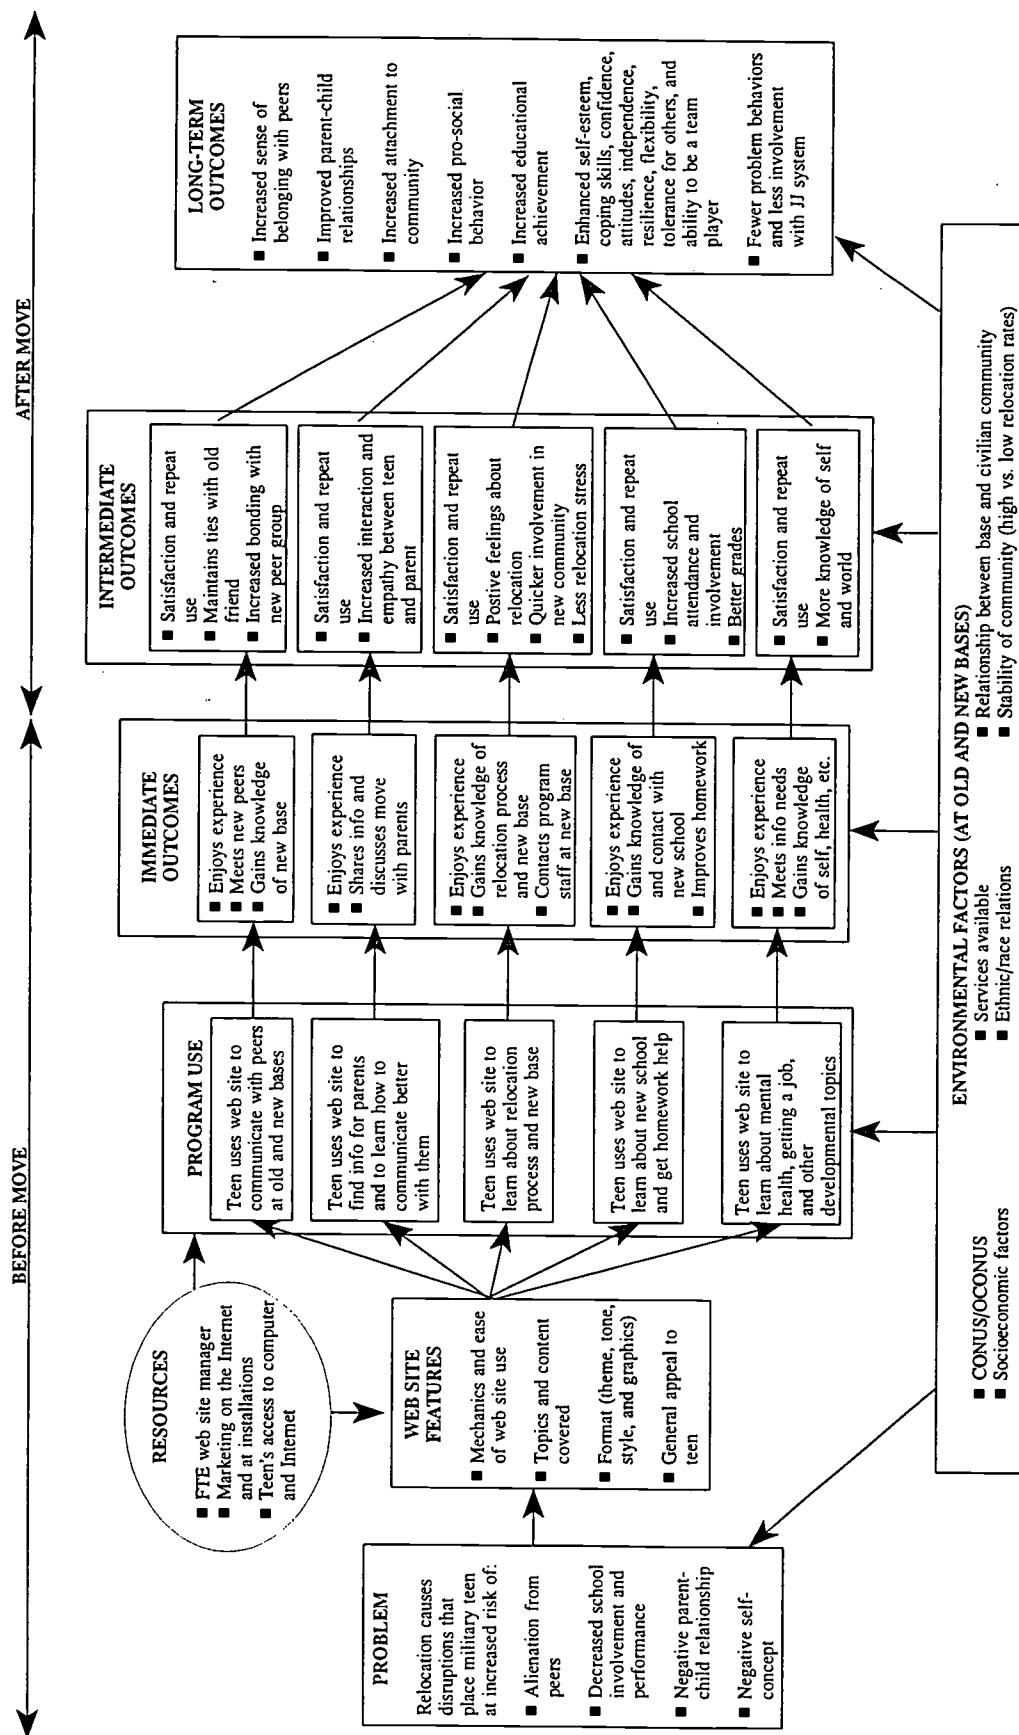 BEFORE MOVE
AFTER MOVE
PROBLEM
Relocation causes
disruptions that
place military teen
at increased risk of:
■ Alienation from
peers
■ Decreased school
involvement and
performance
■ Negative parent-
child relationship
■ Negative self-
concept
RESOURCES
■ FTE web site manager
■ Marketing on the Internet
and at installations
■ Teen's access to computer
and Internet
WEB SITE
FEATURES
■ Mechanics and ease
of web site use
■ Topics and content
covered
■ Format (theme, tone,
style, and graphics)
■ General appeal to
teen
PROGRAM USE
Teen uses web site to
communicate with peers
at old and new bases
Teen uses web site to
find info for parents
and to learn how to
communicate better
with them
Teen uses web site to
learn about relocation
process and new base
Teen uses web site to
learn about new school
and get homework help
Teen uses web site to
learn about mental
health, getting a job,
and other
developmental topics
IMMEDIATE
OUTCOMES
■ Enjoys experience
■ Meets new peers
■ Gains knowledge
of new base
■ Enjoys experience
■ Shares info and
discusses move
with parents
■ Enjoys experience
■ Gains knowledge of
relocation process
and new base
■ Contacts program
staff at new base
■ Enjoys experience
■ Gains knowledge of
and contact with
new school
■ Improves homework
■ Enjoys experience
■ Meets info needs
■ Gains knowledge
of self, health, etc.
INTERMEDIATE
OUTCOMES
■ Satisfaction and repeat
use
■ Maintains ties with old
friend
■ Increased bonding with
new peer group
■ Satisfaction and repeat
use
■ Increased interaction and
empathy between teen
and parent
■ Satisfaction and repeat
use
■ Postive feelings about
relocation
■ Quicker involvement in
new community
■ Less relocation stress
■ Satisfaction and repeat
use
■ Increased school
attendance and
involvement
■ Better grades
■ Satisfaction and repeat
use
■ More knowledge of self
and world
LONG-TERM
OUTCOMES
■ Increased sense of
belonging with peers
■ Improved parent-child
relationships
■ Increased attachment to
community
■ Increased pro-social
behavior
■ Increased educational
achievement
■ Enhanced self-esteem,
coping skills, confidence,
attitudes, independence,
resilience, flexibility,
tolerance for others, and
ability to be a team
player
■ Fewer problem behaviors
and less involvement
with JJ system
ENVIRONMENTAL FACTORS (AT OLD AND NEW BASES)
■ CONUS/OCONUS
■ Socioeconomic factors
■ Services available
■ Ethnic/race relations
■ Relationship between base and civilian community
■ Stability of community (high vs. low relocation rates)